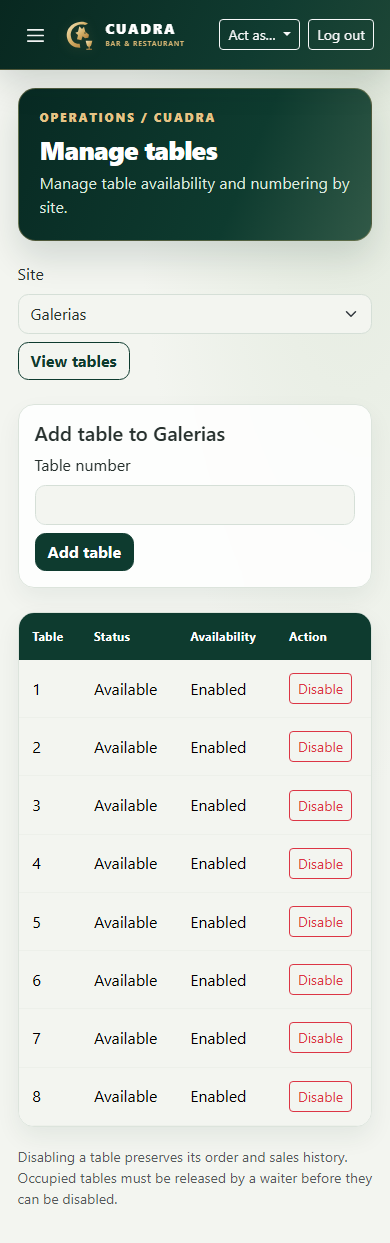 CUADRA
BAR & RESTAURANT
Act as...
Log out
OPERATIONS / CUADRA
Manage tables
Manage table availability and numbering by
site.
Site
Galerias
View tables
Add table to Galerias
Table number
Add table
Table Status Availability Action
1 Available Enabled Disable
2 Available Enabled Disable
3 Available Enabled Disable
4 Available Enabled Disable
5 Available Enabled Disable
6 Available Enabled Disable
7 Available Enabled Disable
8 Available Enabled Disable
Disabling a table preserves its order and sales history.
Occupied tables must be released by a waiter before they
can be disabled.